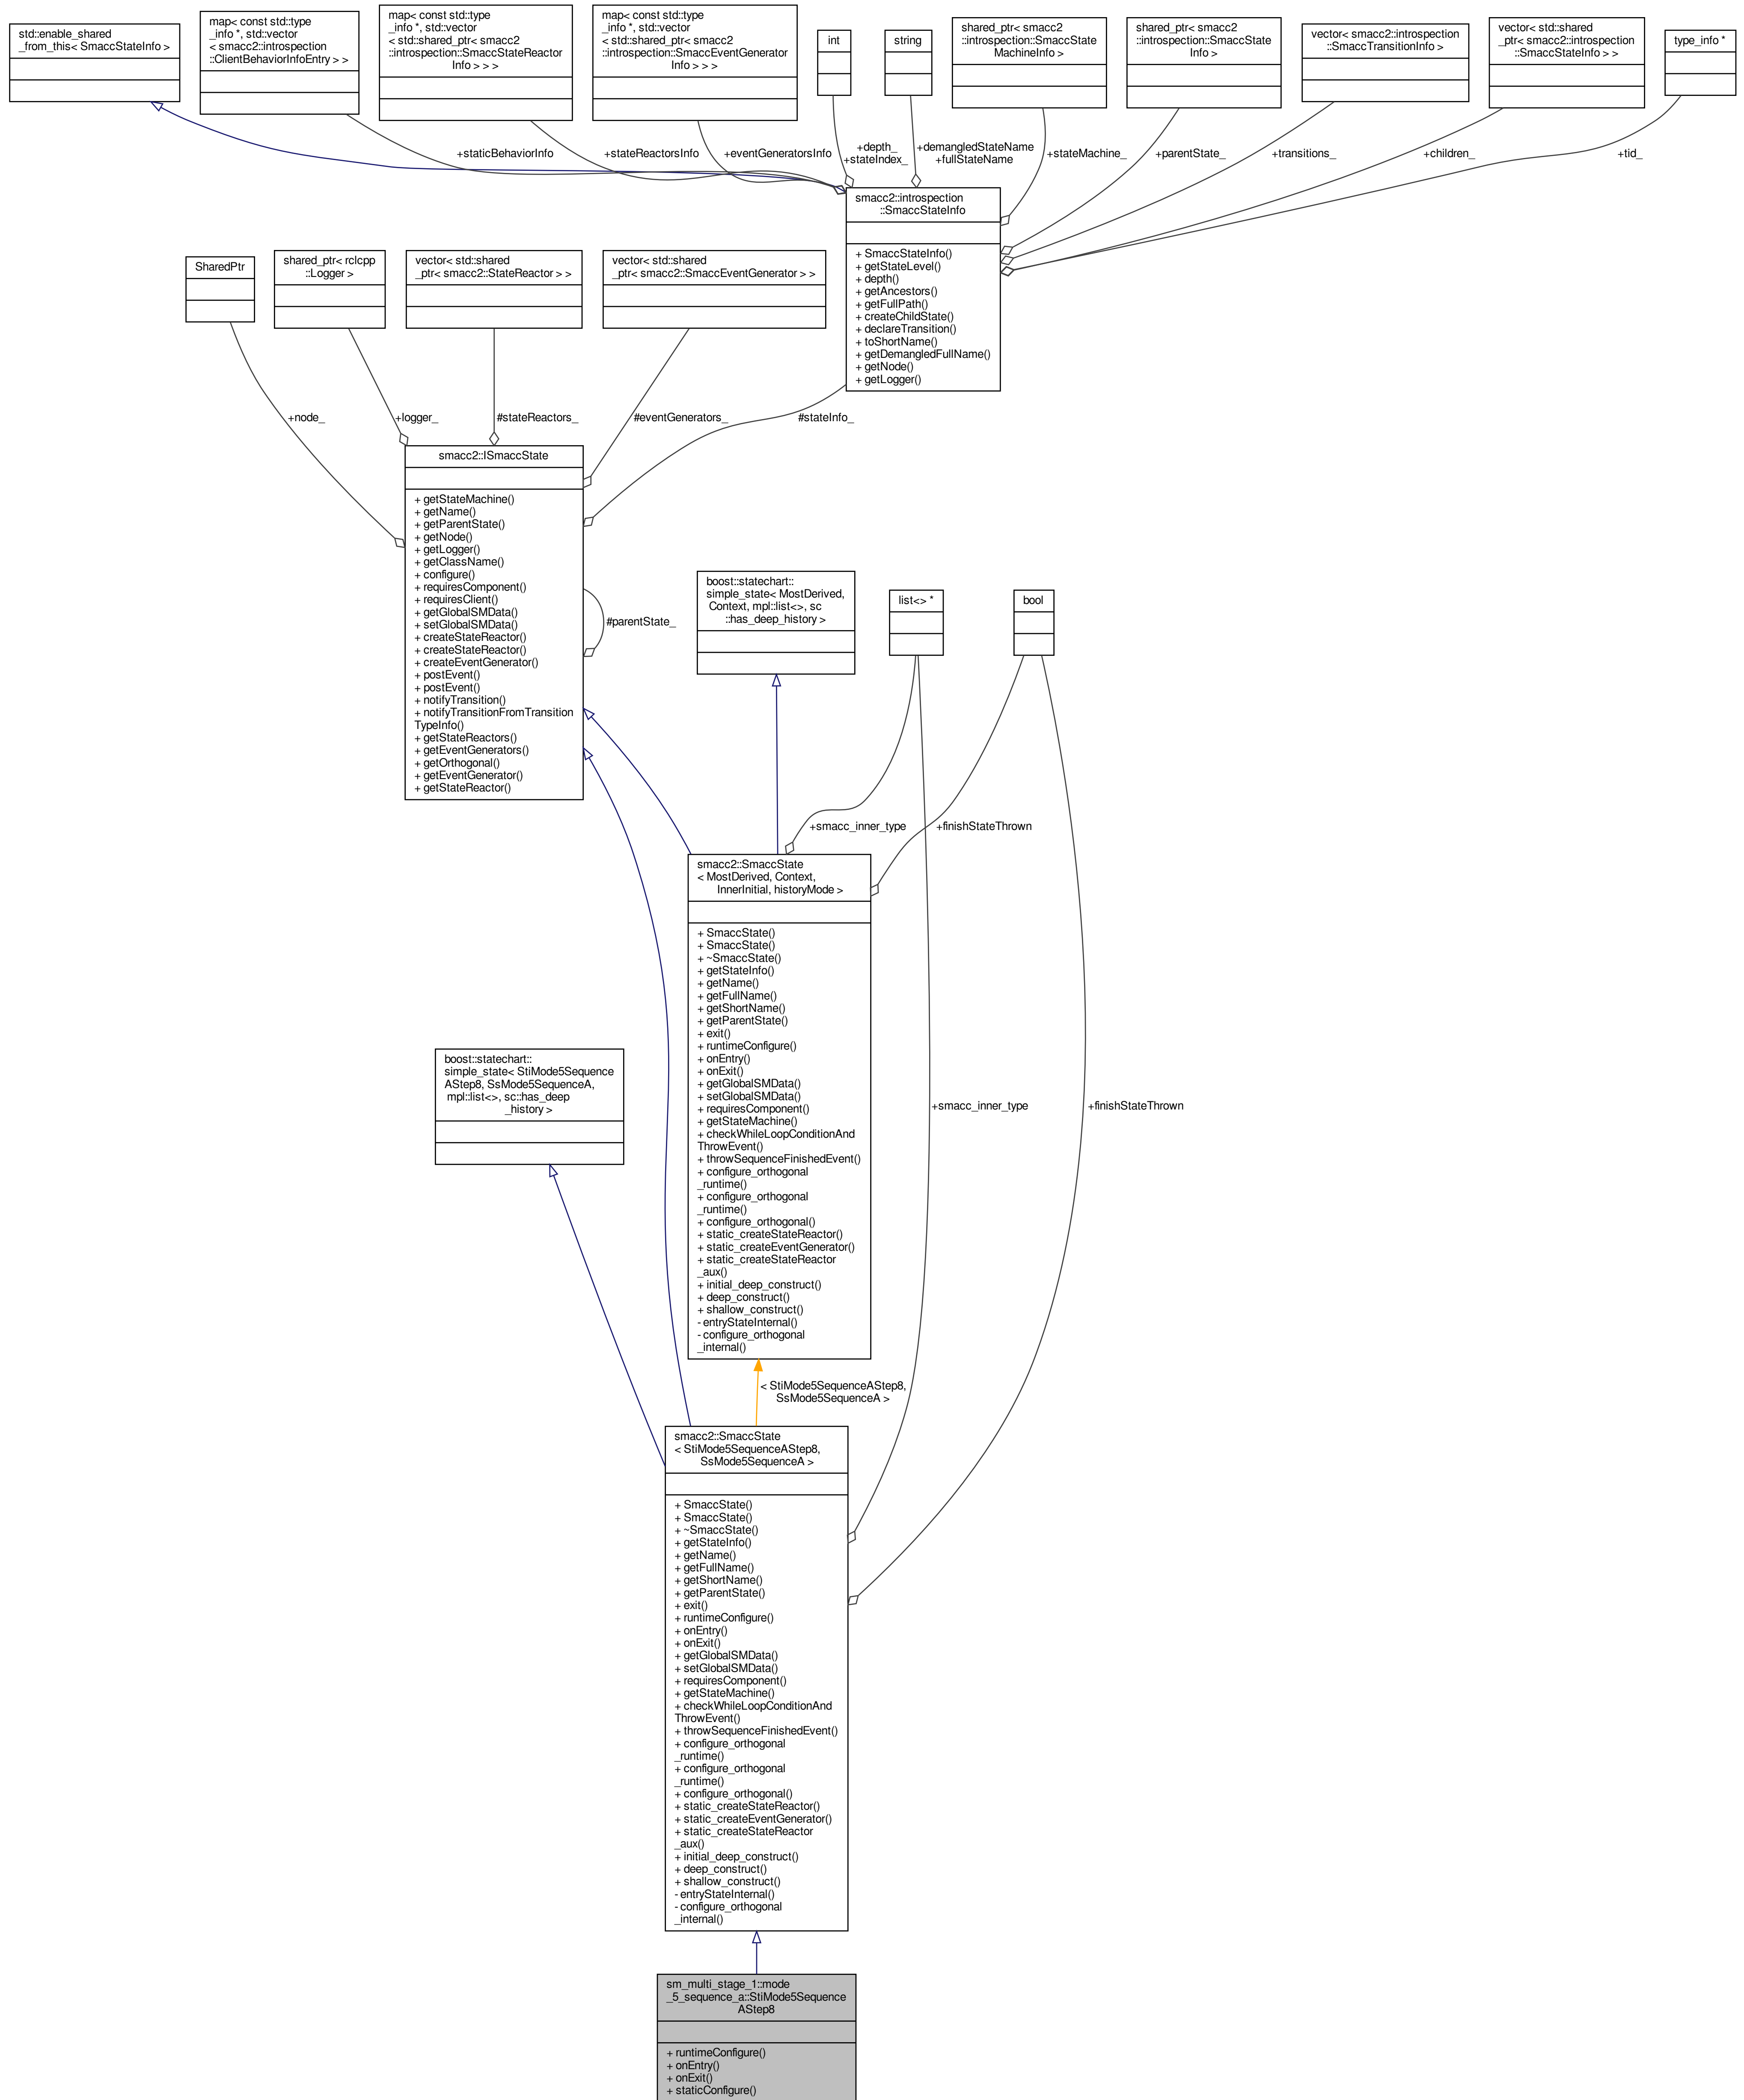 std::enable_shared
_from_this< SmaccStateInfo >
map< const std::type
_info *, std::vector
< smacc2::introspection
::ClientBehaviorInfoEntry > >
map< const std::type
_info *, std::vector
< std::shared_ptr< smacc2
::introspection::SmaccStateReactor
Info > > >
map< const std::type
_info *, std::vector
< std::shared_ptr< smacc2
::introspection::SmaccEventGenerator
Info > > >
int
string
shared_ptr< smacc2
::introspection::SmaccState
MachineInfo >
shared_ptr< smacc2
::introspection::SmaccState
Info >
vector< smacc2::introspection
::SmaccTransitionInfo >
vector< std::shared
_ptr< smacc2::introspection
::SmaccStateInfo > >
type_info *
+staticBehaviorInfo
+stateReactorsInfo
+eventGeneratorsInfo
+depth_
+stateIndex_
+demangledStateName
+fullStateName
+stateMachine_
+parentState_
+transitions_
+children_
+tid_
smacc2::introspection
::SmaccStateInfo
+ SmaccStateInfo()
+ getStateLevel()
+ depth()
+ getAncestors()
+ getFullPath()
+ createChildState()
+ declareTransition()
+ toShortName()
+ getDemangledFullName()
+ getNode()
+ getLogger()
SharedPtr
shared_ptr< rclcpp
::Logger >
vector< std::shared
_ptr< smacc2::StateReactor > >
vector< std::shared
_ptr< smacc2::SmaccEventGenerator > >
+node_
+logger_
#stateReactors_
#eventGenerators_
#stateInfo_
smacc2::ISmaccState
+ getStateMachine()
+ getName()
+ getParentState()
+ getNode()
+ getLogger()
+ getClassName()
+ configure()
+ requiresComponent()
+ requiresClient()
+ getGlobalSMData()
+ setGlobalSMData()
+ createStateReactor()
+ createStateReactor()
+ createEventGenerator()
+ postEvent()
+ postEvent()
+ notifyTransition()
+ notifyTransitionFromTransition
TypeInfo()
+ getStateReactors()
+ getEventGenerators()
+ getOrthogonal()
+ getEventGenerator()
+ getStateReactor()
#parentState_
boost::statechart::
simple_state< MostDerived,
Context, mpl::list<>, sc
::has_deep_history >
list<> *
bool
+smacc_inner_type
+finishStateThrown
smacc2::SmaccState
< MostDerived, Context,
InnerInitial, historyMode >
+ SmaccState()
+ SmaccState()
+ ~SmaccState()
+ getStateInfo()
+ getName()
+ getFullName()
+ getShortName()
+ getParentState()
+ exit()
+ runtimeConfigure()
+ onEntry()
+ onExit()
+ getGlobalSMData()
+ setGlobalSMData()
+ requiresComponent()
+ getStateMachine()
+ checkWhileLoopConditionAnd
ThrowEvent()
+ throwSequenceFinishedEvent()
+ configure_orthogonal
_runtime()
+ configure_orthogonal
_runtime()
+ configure_orthogonal()
+ static_createStateReactor()
+ static_createEventGenerator()
+ static_createStateReactor
_aux()
+ initial_deep_construct()
+ deep_construct()
+ shallow_construct()
- entryStateInternal()
- configure_orthogonal
_internal()
boost::statechart::
simple_state< StiMode5Sequence
AStep8, SsMode5SequenceA,
mpl::list<>, sc::has_deep
_history >
+smacc_inner_type
+finishStateThrown
< StiMode5SequenceAStep8,
SsMode5SequenceA >
smacc2::SmaccState
< StiMode5SequenceAStep8,
SsMode5SequenceA >
+ SmaccState()
+ SmaccState()
+ ~SmaccState()
+ getStateInfo()
+ getName()
+ getFullName()
+ getShortName()
+ getParentState()
+ exit()
+ runtimeConfigure()
+ onEntry()
+ onExit()
+ getGlobalSMData()
+ setGlobalSMData()
+ requiresComponent()
+ getStateMachine()
+ checkWhileLoopConditionAnd
ThrowEvent()
+ throwSequenceFinishedEvent()
+ configure_orthogonal
_runtime()
+ configure_orthogonal
_runtime()
+ configure_orthogonal()
+ static_createStateReactor()
+ static_createEventGenerator()
+ static_createStateReactor
_aux()
+ initial_deep_construct()
+ deep_construct()
+ shallow_construct()
- entryStateInternal()
- configure_orthogonal
_internal()
sm_multi_stage_1::mode
_5_sequence_a::StiMode5Sequence
AStep8
+ runtimeConfigure()
+ onEntry()
+ onExit()
+ staticConfigure()